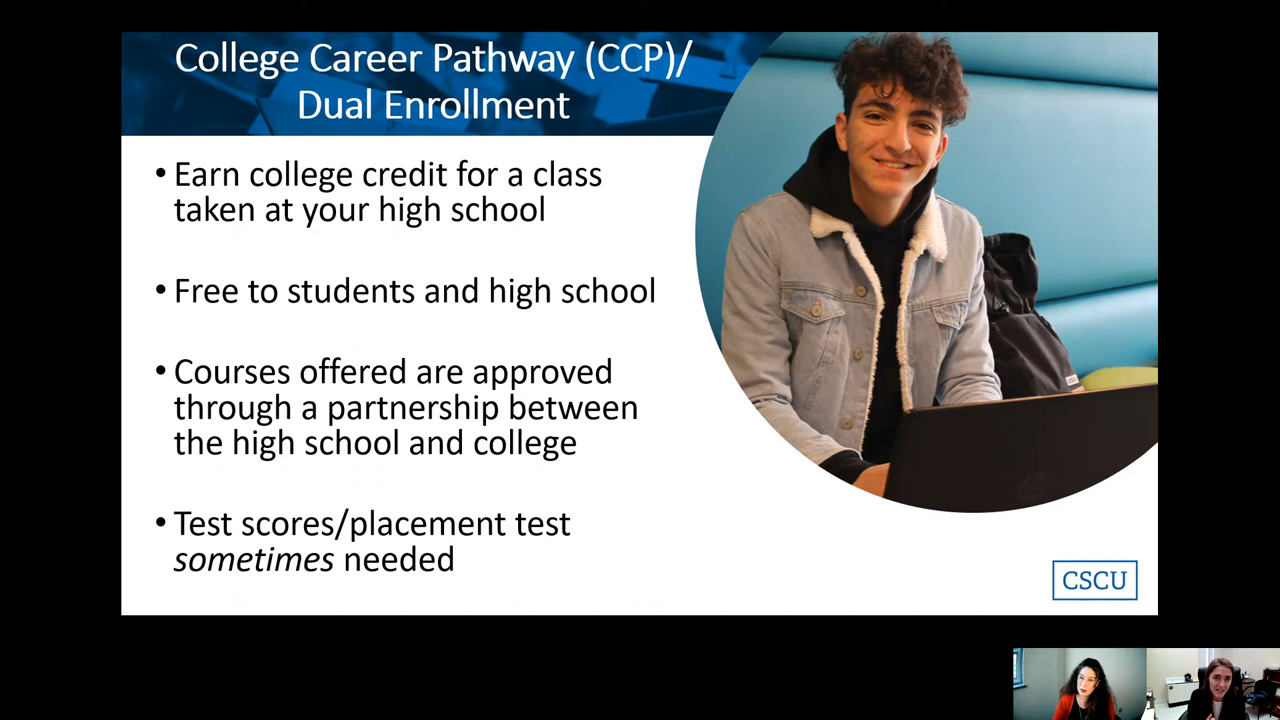 College Career Pathway (CCP)/
Dual Enrollment
• Earn college credit for a class
taken at your high school
• Free to students and high school
• Courses offered are approved
through a partnership between
the high school and college
• Test scores/placement test
sometimes needed
CSCU